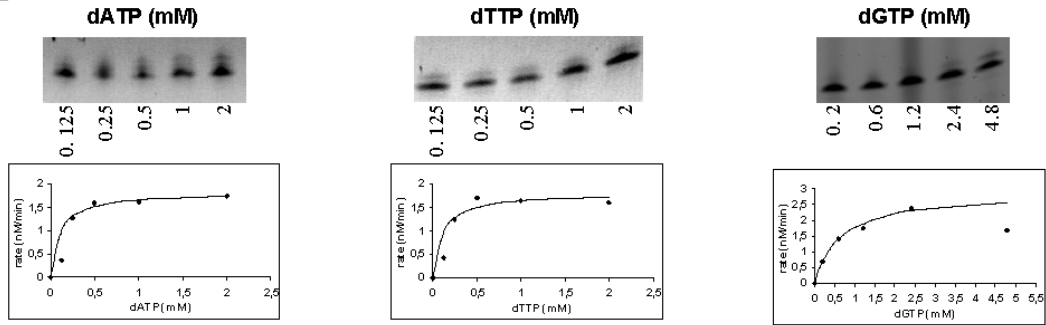 dATP (mM)
dTTP (mM)
dGTP (mM)
0. 125
0.25
0.5
1
2
0. 125
0.25
0.5
1
2
0. 2
0.6
1.2
2.4
4.8
2
1,5
1
0,5
0
rate (nM/min)
0 0,5 1 1,5 2 2,5
dATP (mM)
2
1,5
1
0,5
0
rate (nM/min)
0 0,5 1 1,5 2 2,5
dTTP (mM)
3
2,5
2
1,5
1
0,5
0
rate (nM/min)
0 0,5 1 1,5 2 2,5 3 3,5 4 4,5 5 5,5
dGTP (mM)